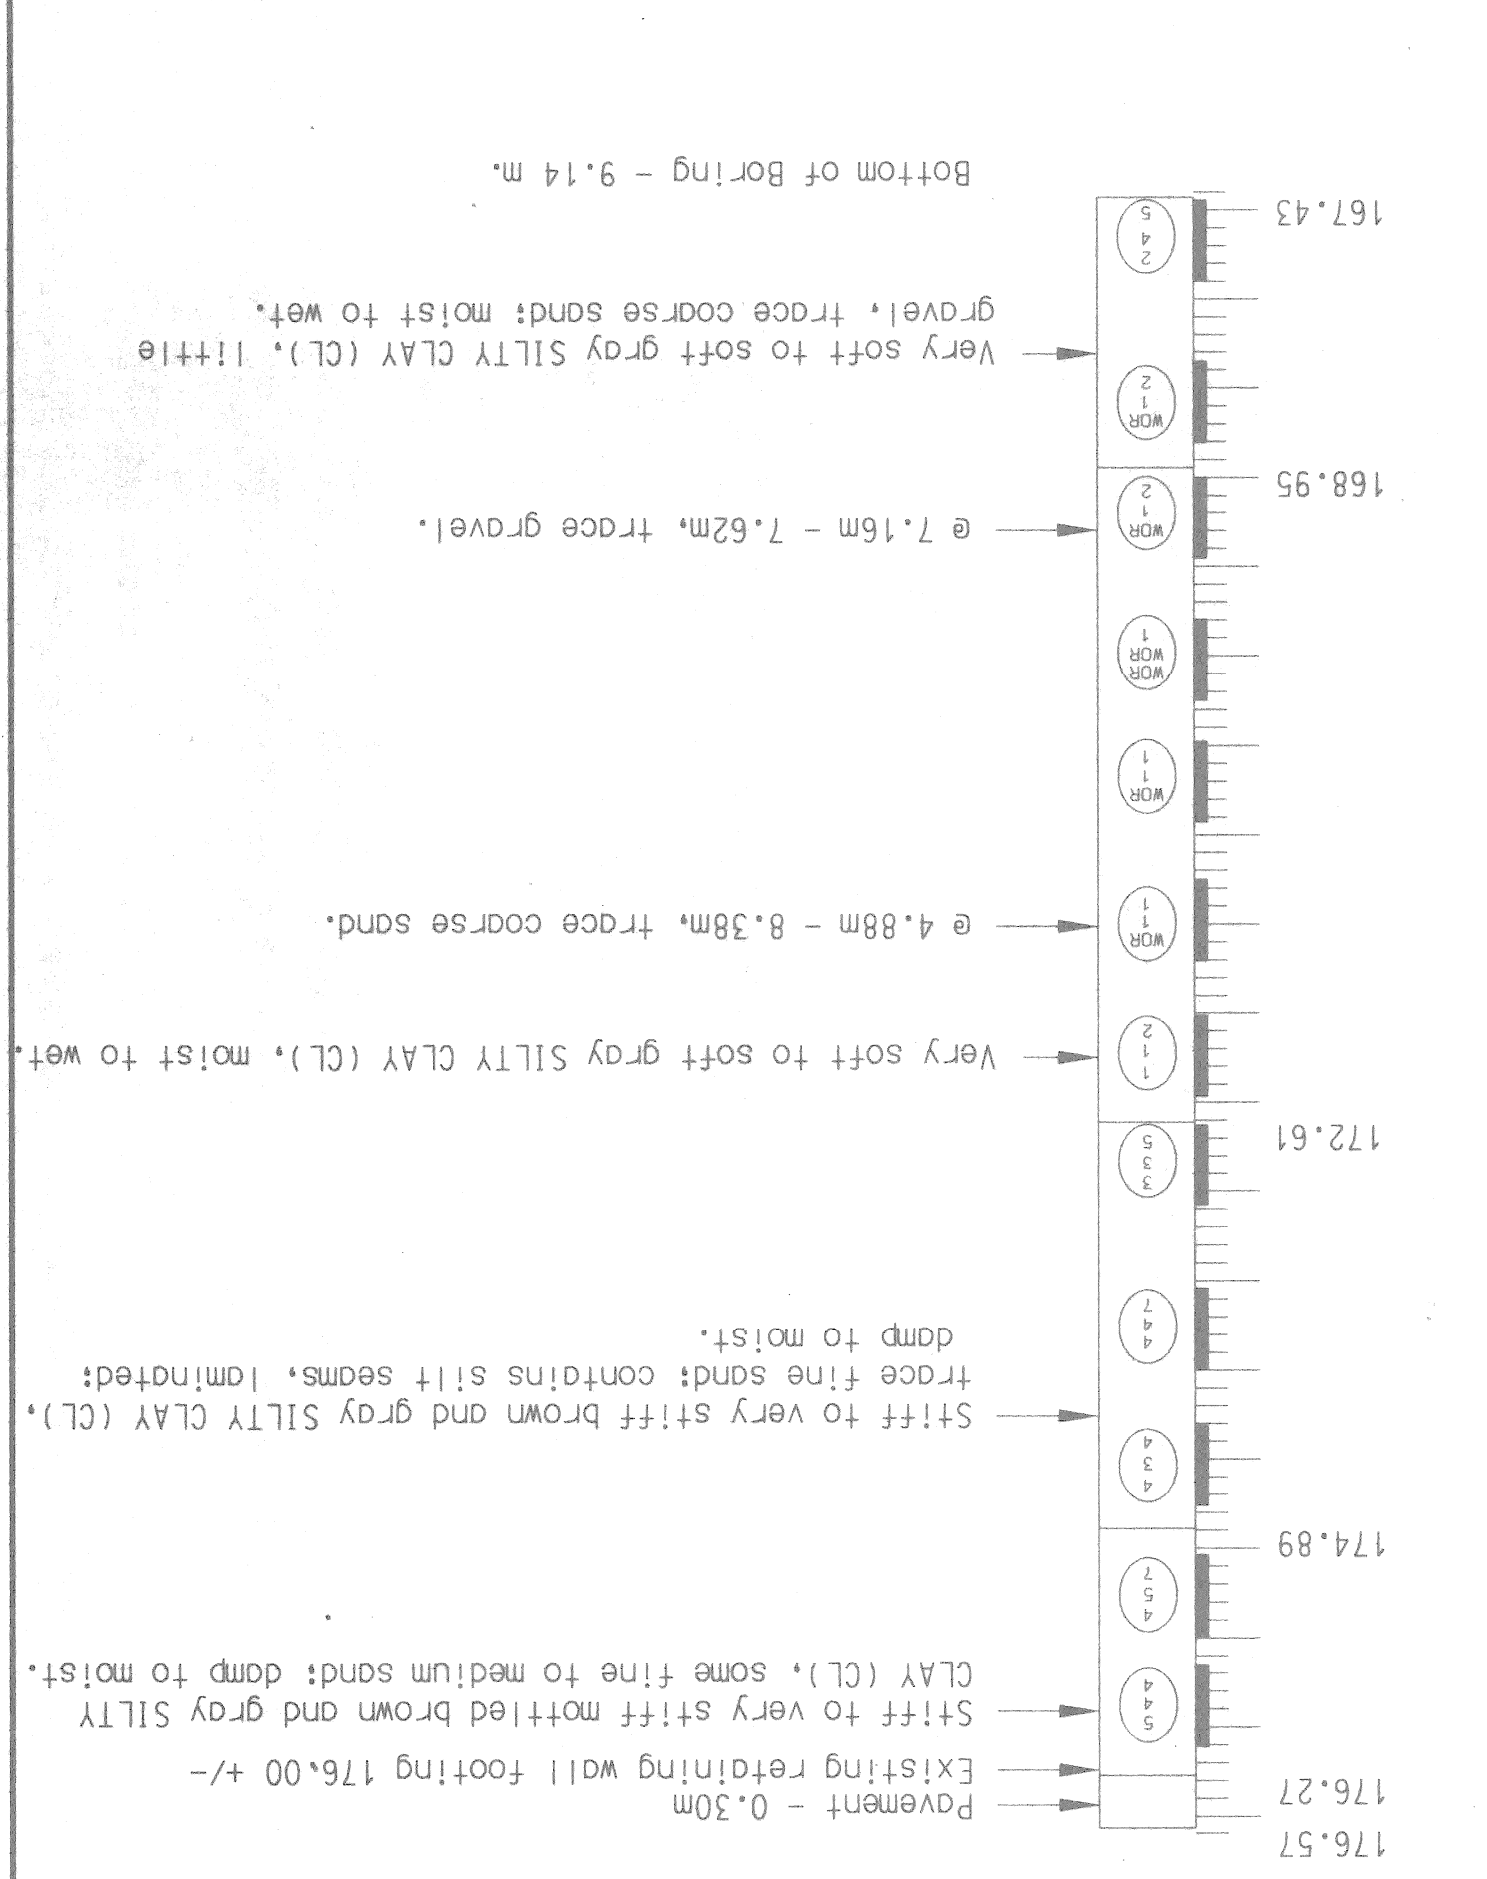 176.57
176.27
Pavement - 0.30m
Existing retaining wall footing 176.00 +/-
5
4
4
Stiff to very stiff mottled brown and gray SILTY
CLAY (CL), some fine to medium sand; damp to moist.
4
5
7
174.89
4
3
4
Stiff to very stiff brown and gray SILTY CLAY (CL),
trace fine sand; contains silt seams, laminated;
damp to moist.
4
4
7
3
3
5
172.61
1
1
2
Very soft to soft gray SILTY CLAY (CL), moist to wet.
WOR
1
1
@ 4.88m - 8.38m, trace coarse sand.
WOR
1
1
WOR
WOR
1
WOR
1
2
@ 7.16m - 7.62m, trace gravel.
168.95
WOR
1
2
Very soft to soft gray SILTY CLAY (CL), little
gravel, trace coarse sand; moist to wet.
2
4
5
167.43
Bottom of Boring - 9.14 m.